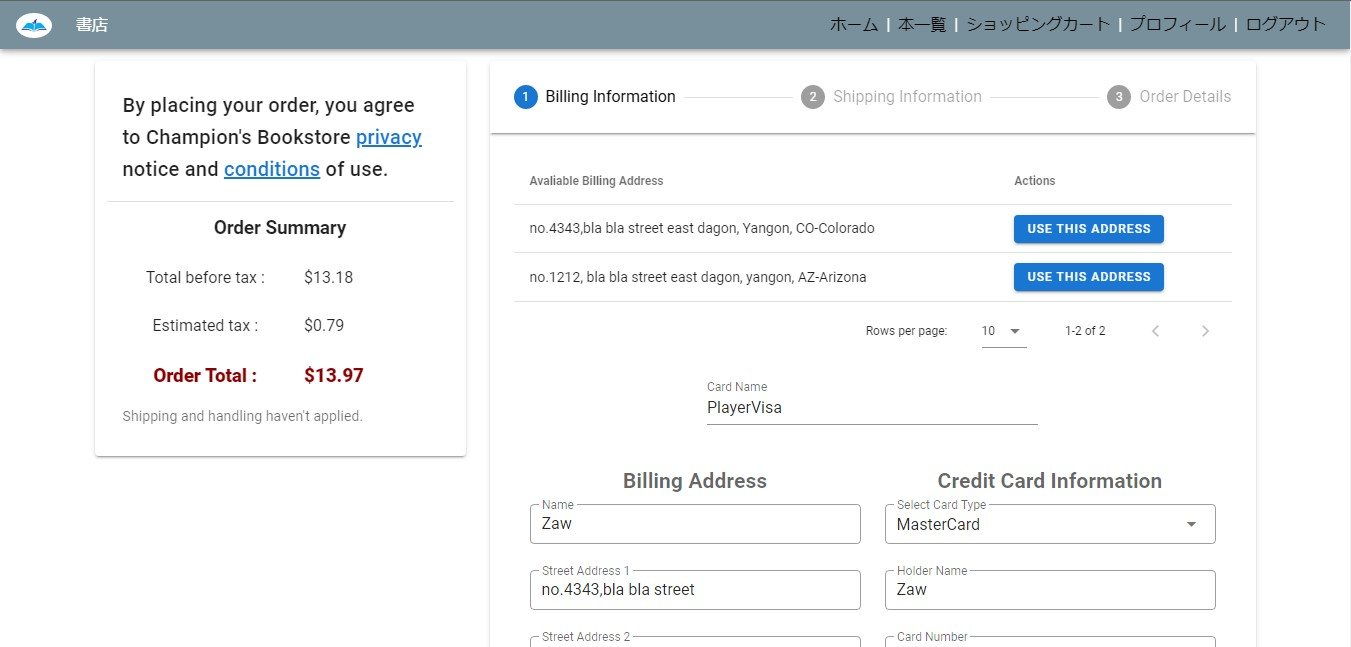 書店
ホーム | 本一覧 | ショッピングカート | プロフィール | ログアウト
By placing your order, you agree
to Champion's Bookstore privacy
notice and conditions of use.
Order Summary
Total before tax : $13.18
Estimated tax : $0.79
Order Total : $13.97
Shipping and handling haven't applied.
1 Billing Information
2 Shipping Information
3 Order Details
Avaliable Billing Address Actions
no.4343,bla bla street east dagon, Yangon, CO-Colorado USE THIS ADDRESS
no.1212, bla bla street east dagon, yangon, AZ-Arizona USE THIS ADDRESS
Rows per page: 10 1-2 of 2
Card Name
PlayerVisa
Billing Address
Name
Zaw
Street Address 1
no.4343,bla bla street
Street Address 2
Credit Card Information
Select Card Type
MasterCard
Holder Name
Zaw
Card Number